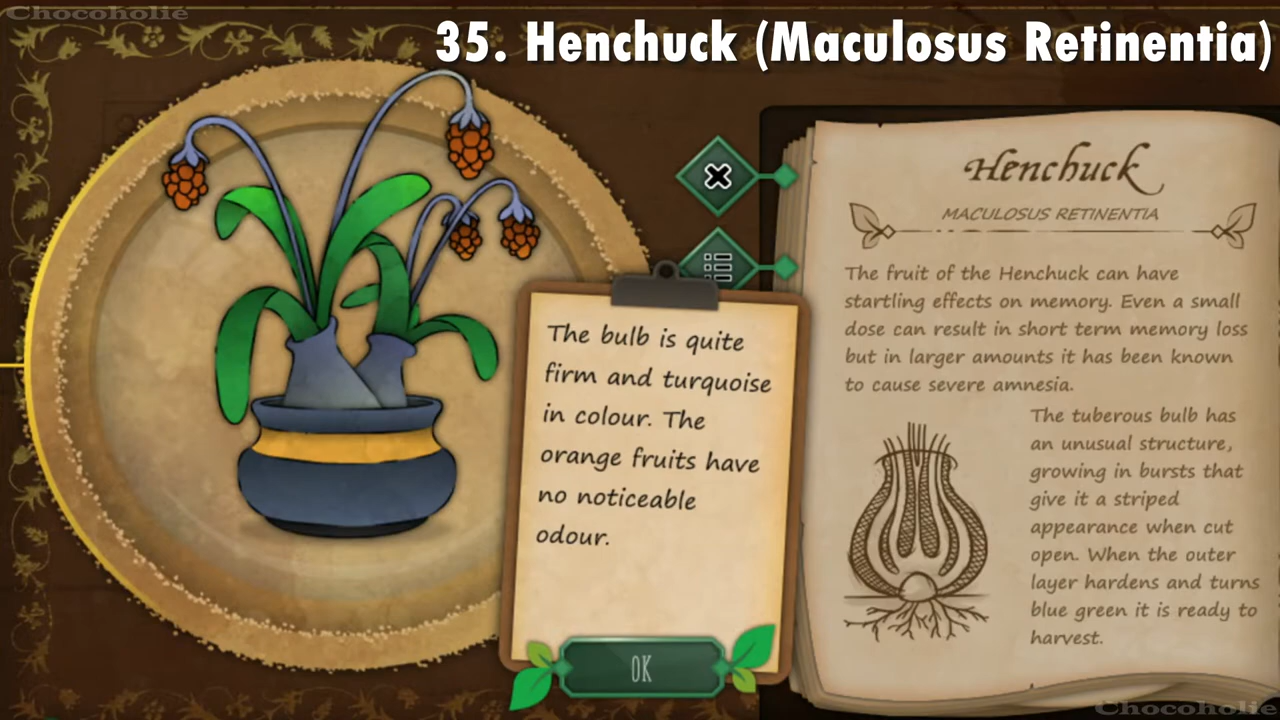 Chocoholie
35. Henchuck (Maculosus Retinentia)
Henchuck
MACULOSUS RETINENTIA
The fruit of the Henchuck can have
startling effects on memory. Even a small
dose can result in short term memory loss
but in larger amounts it has been known
to cause severe amnesia.
The tuberous bulb has
an unusual structure,
growing in bursts that
give it a striped
appearance when cut
open. When the outer
layer hardens and turns
blue green it is ready to
harvest.
The bulb is quite
firm and turquoise
in colour. The
orange fruits have
no noticeable
odour.
OK
Chocoholie